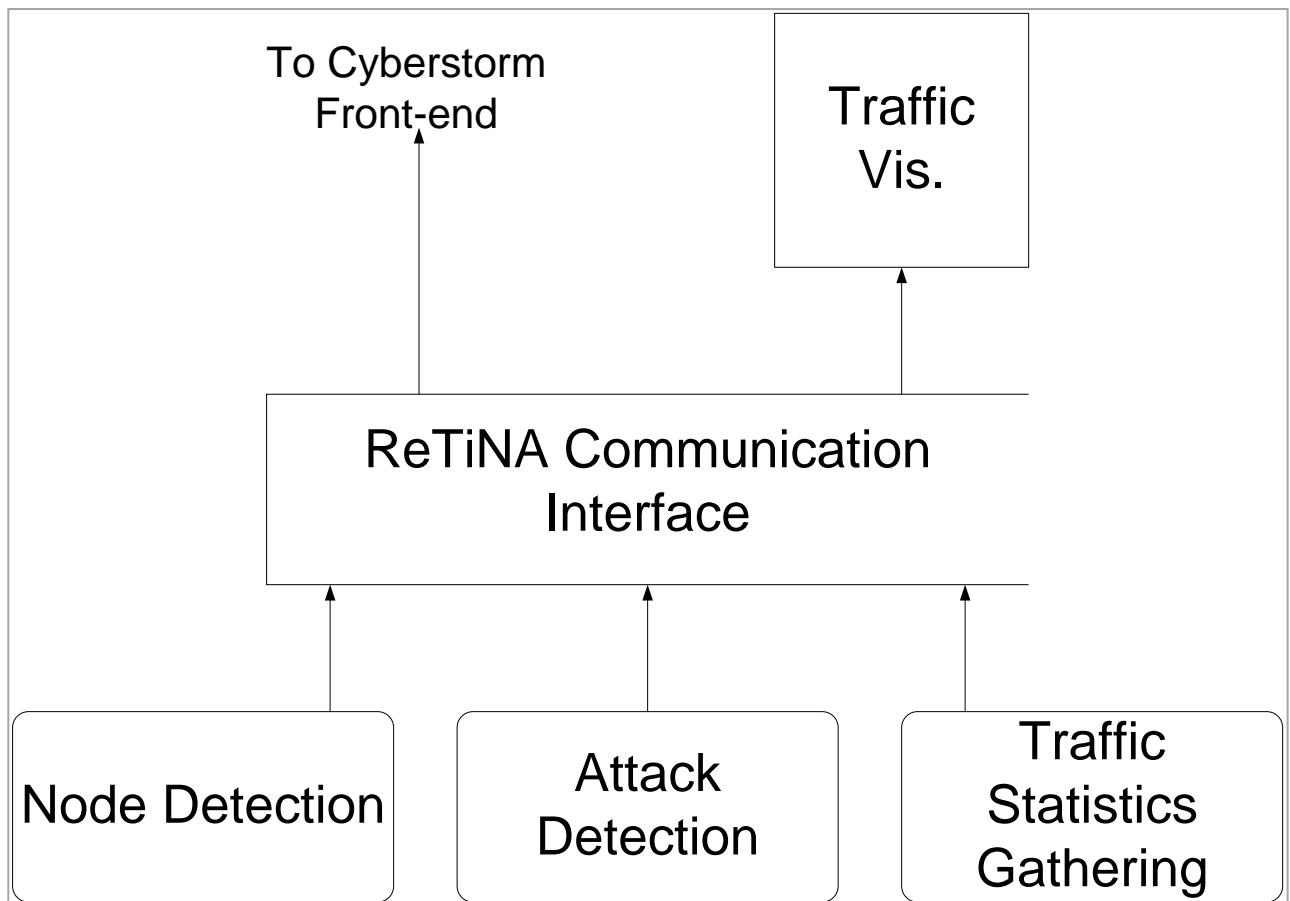 To Cyberstorm
Front-end
Traffic
Vis.
ReTiNA Communication
Interface
Node Detection
Attack
Detection
Traffic
Statistics
Gathering